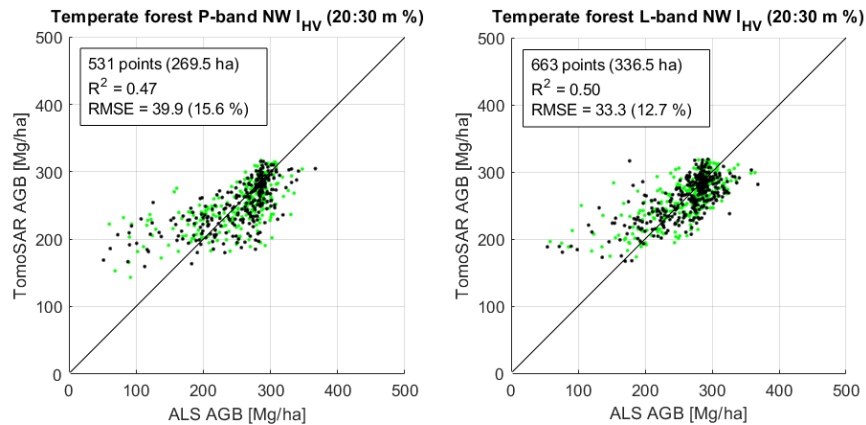 Temperate forest P-band NW I_HV (20:30 m %)
531 points (269.5 ha)
R² = 0.47
RMSE = 39.9 (15.6 %)
500
400
300
200
100
0
0 100 200 300 400 500
TomoSAR AGB [Mg/ha]
ALS AGB [Mg/ha]
Temperate forest L-band NW I_HV (20:30 m %)
663 points (336.5 ha)
R² = 0.50
RMSE = 33.3 (12.7 %)
500
400
300
200
100
0
0 100 200 300 400 500
TomoSAR AGB [Mg/ha]
ALS AGB [Mg/ha]